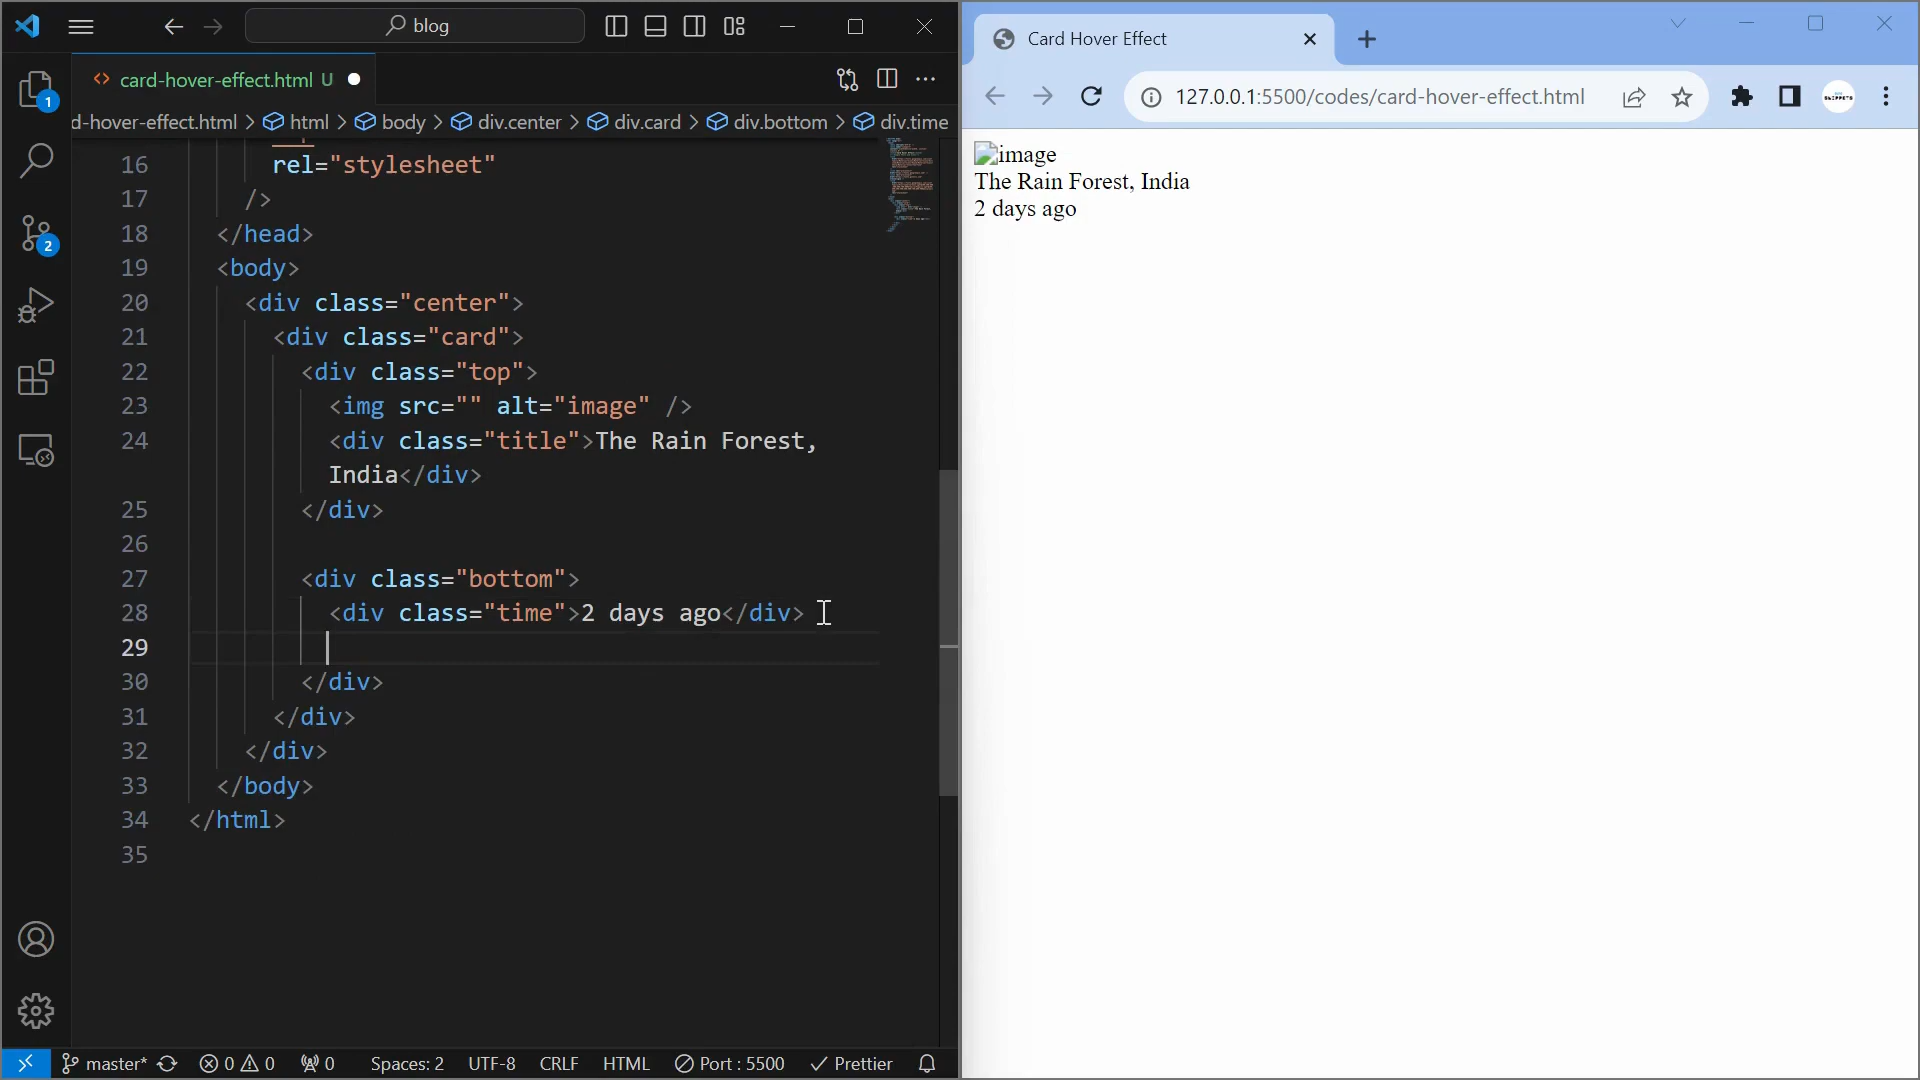 blog
card-hover-effect.html U
d-hover-effect.html > html > body > div.center > div.card > div.bottom > div.time
16 rel="stylesheet"
17 />
18 </head>
19 <body>
20 <div class="center">
21 <div class="card">
22 <div class="top">
23 <img src="" alt="image" />
24 <div class="title">The Rain Forest,
India</div>
25 </div>
26
27 <div class="bottom">
28 <div class="time">2 days ago</div>
29
30 </div>
31 </div>
32 </div>
33 </body>
34 </html>
35
1
2
master* 0 0 0 Spaces: 2 UTF-8 CRLF HTML Port : 5500 Prettier
Card Hover Effect
127.0.0.1:5500/codes/card-hover-effect.html
image
The Rain Forest, India
2 days ago